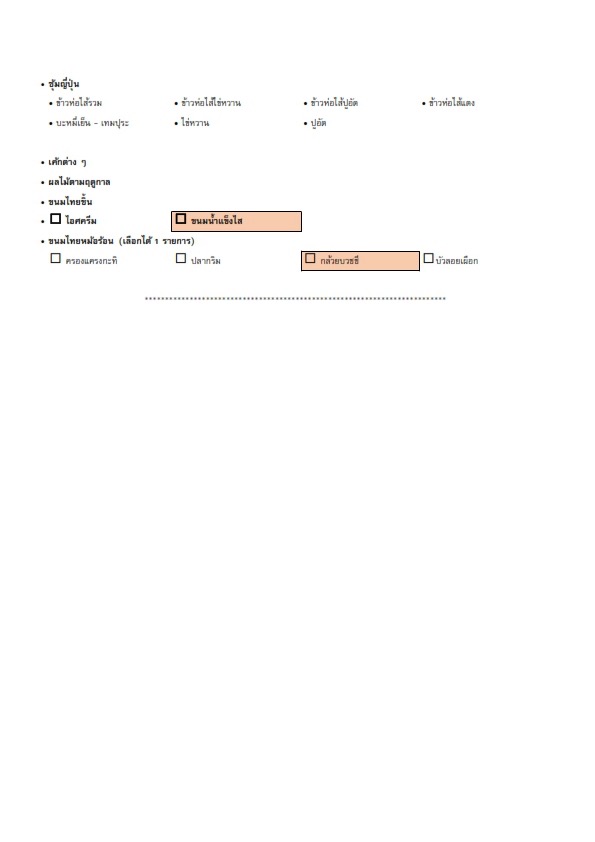 • ซุ้มญี่ปุ่น
• ข้าวห่อไส้รวม • ข้าวห่อไส้ไข่หวาน • ข้าวห่อไส้ปูอัด • ข้าวห่อไส้แตง
• บะหมี่เย็น - เทมปุระ • ไข่หวาน • ปูอัด
• เค้กต่าง ๆ
• ผลไม้ตามฤดูกาล
• ขนมไทยชิ้น
• ☐ ไอศครีม ☐ ขนมน้ำแข็งไส
• ขนมไทยหม้อร้อน (เลือกได้ 1 รายการ)
☐ ครองแครงกะทิ ☐ ปลากริม ☐ กล้วยบวชชี ☐ บัวลอยเผือก
**************************************************************************